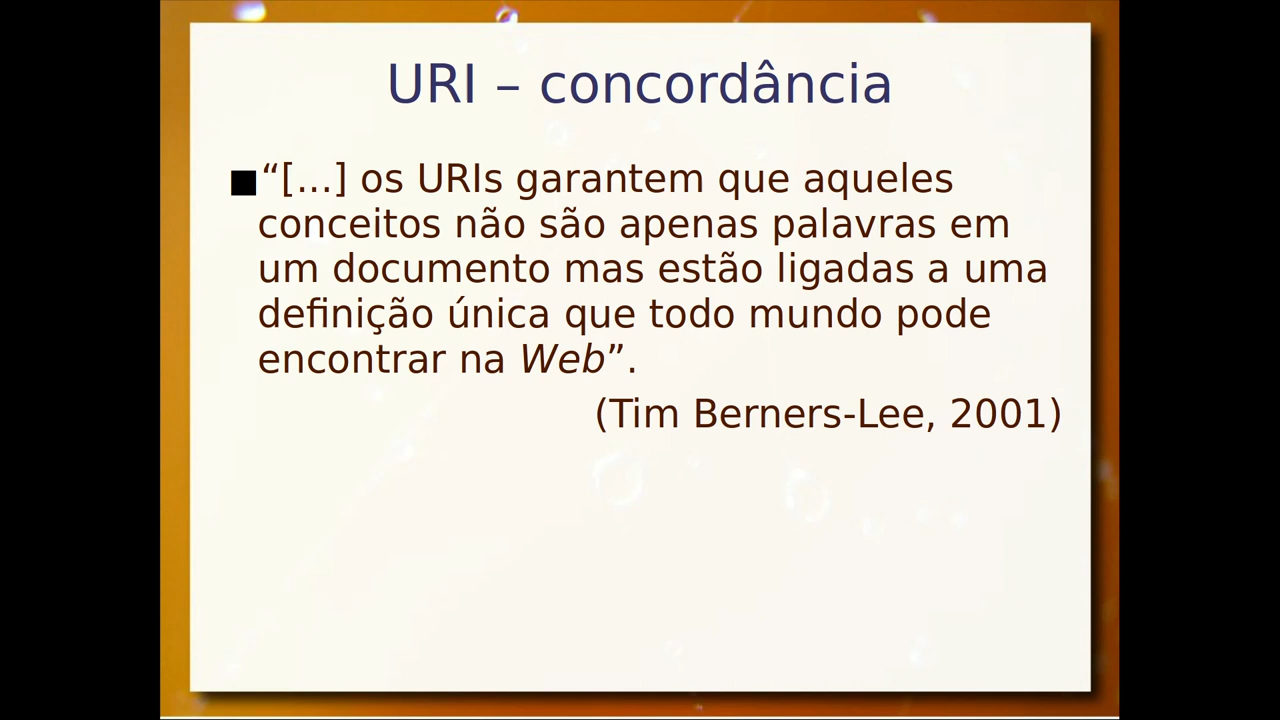 URI – concordância
■“[...] os URIs garantem que aqueles
conceitos não são apenas palavras em
um documento mas estão ligadas a uma
definição única que todo mundo pode
encontrar na Web”.
(Tim Berners-Lee, 2001)